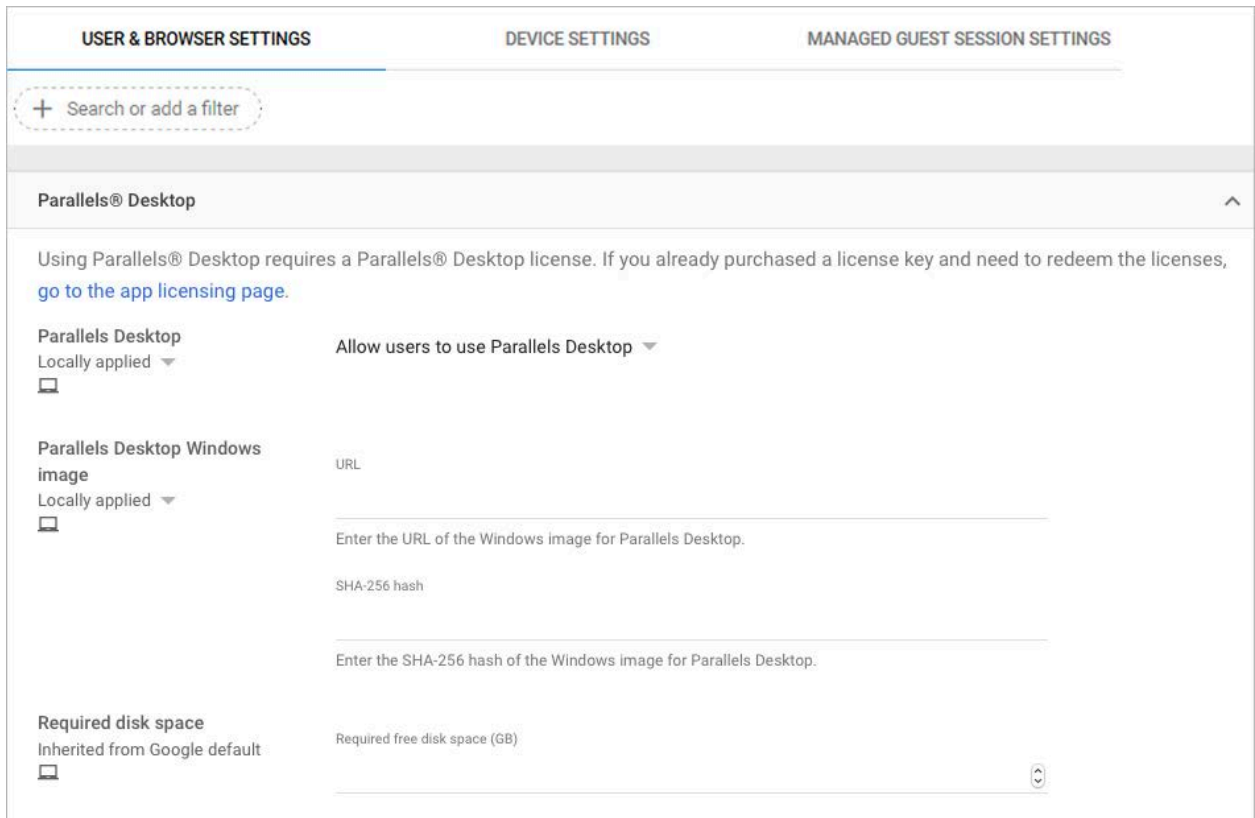 USER & BROWSER SETTINGS
DEVICE SETTINGS
MANAGED GUEST SESSION SETTINGS
+ Search or add a filter
Parallels® Desktop
Using Parallels® Desktop requires a Parallels® Desktop license. If you already purchased a license key and need to redeem the licenses,
go to the app licensing page.
Parallels Desktop
Locally applied
Allow users to use Parallels Desktop
Parallels Desktop Windows
image
Locally applied
URL
Enter the URL of the Windows image for Parallels Desktop.
SHA-256 hash
Enter the SHA-256 hash of the Windows image for Parallels Desktop.
Required disk space
Inherited from Google default
Required free disk space (GB)